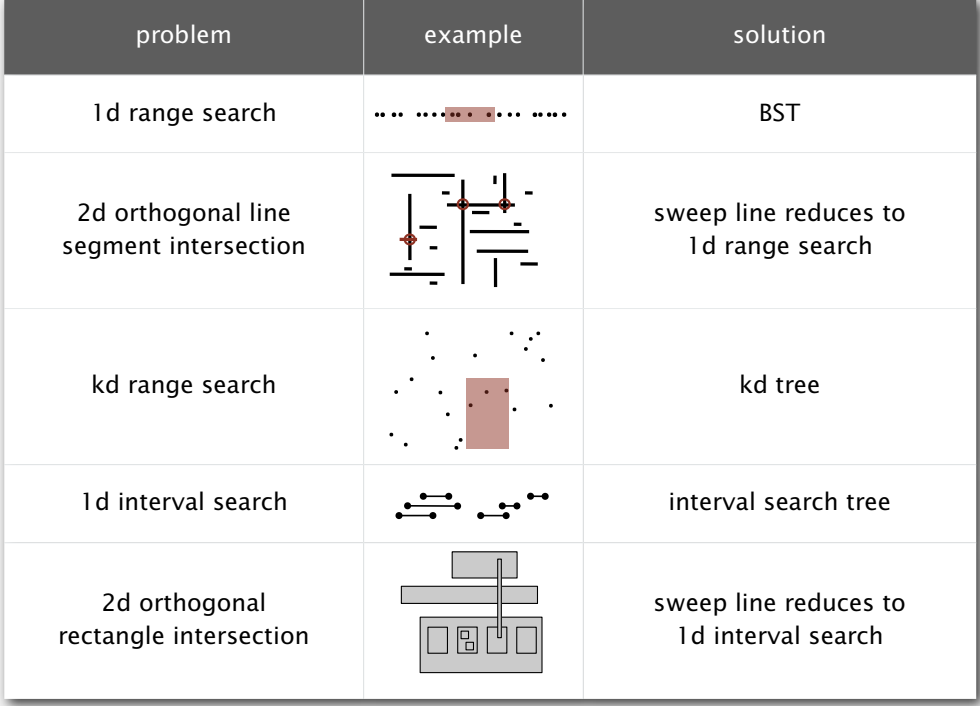 problem
example
solution
1d range search
BST
2d orthogonal line
segment intersection
sweep line reduces to
1d range search
kd range search
kd tree
1d interval search
interval search tree
2d orthogonal
rectangle intersection
sweep line reduces to
1d interval search